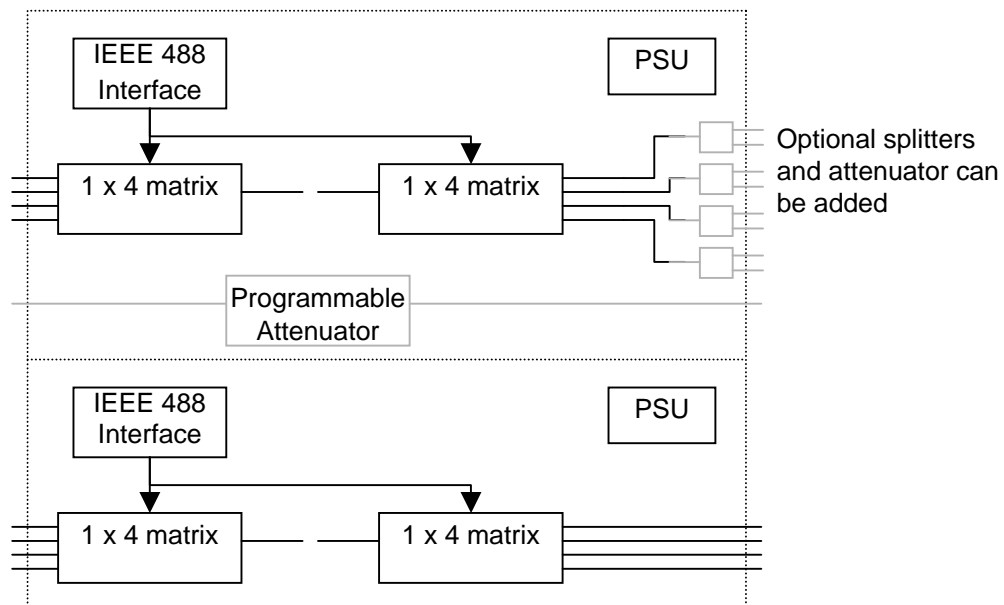 IEEE 488
Interface
PSU
1 x 4 matrix
1 x 4 matrix
Optional splitters
and attenuator can
be added
Programmable
Attenuator
IEEE 488
Interface
PSU
1 x 4 matrix
1 x 4 matrix